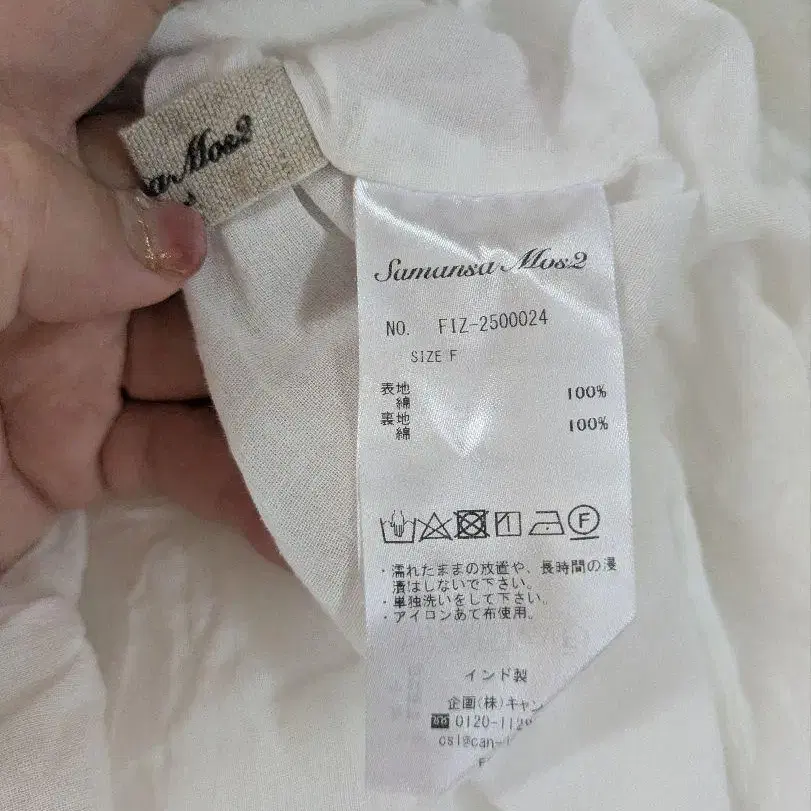 Mos2
Samansa Mos2
NO. FIZ-2500024
SIZE F
表地
綿 100%
裏地
綿 100%
F
・濡れたままの放置や、長時間の浸
漬はしないで下さい。
・単独洗いをして下さい。
・アイロンあて布使用。
インド製
企画(株)キャン
0120-112
cs1@can-